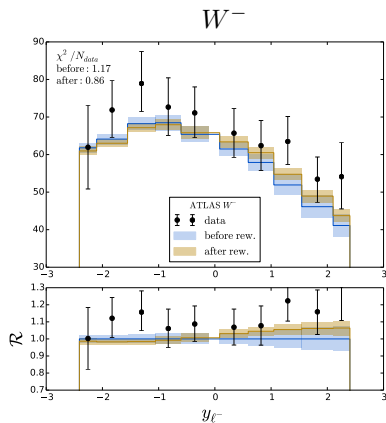 W⁻
χ² /N_data
before : 1.17
after : 0.86
90
80
70
60
50
40
30
ATLAS W⁻
data
before rew.
after rew.
−3 −2 −1 0 1 2 3
1.3
1.2
1.1
1.0
0.9
0.8
0.7
ℛ
−3 −2 −1 0 1 2 3
y_ℓ⁻